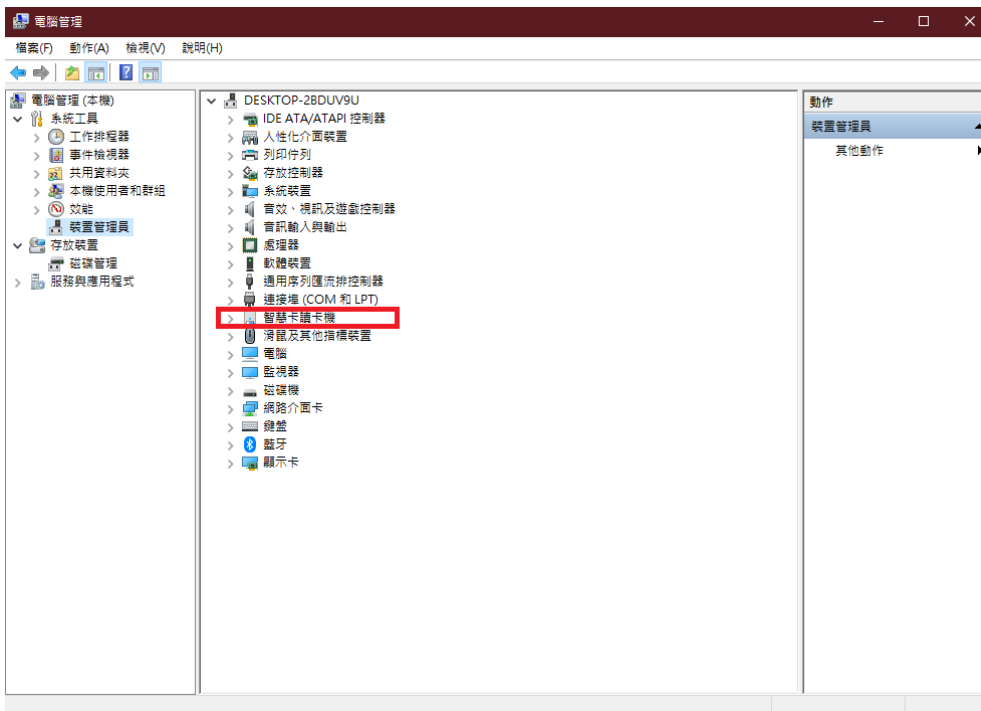 電腦管理
檔案(F) 動作(A) 檢視(V) 說明(H)
電腦管理 (本機)
系統工具
工作排程器
事件檢視器
共用資料夾
本機使用者和群組
效能
裝置管理員
存放裝置
磁碟管理
服務與應用程式
DESKTOP-2BDUV9U
IDE ATA/ATAPI 控制器
人性化介面裝置
列印佇列
存放控制器
系統裝置
音效、視訊及遊戲控制器
音訊輸入與輸出
處理器
軟體裝置
通用序列匯流排控制器
連接埠 (COM 和 LPT)
智慧卡讀卡機
滑鼠及其他指標裝置
電腦
監視器
磁碟機
網路介面卡
鍵盤
藍牙
顯示卡
動作
裝置管理員
其他動作